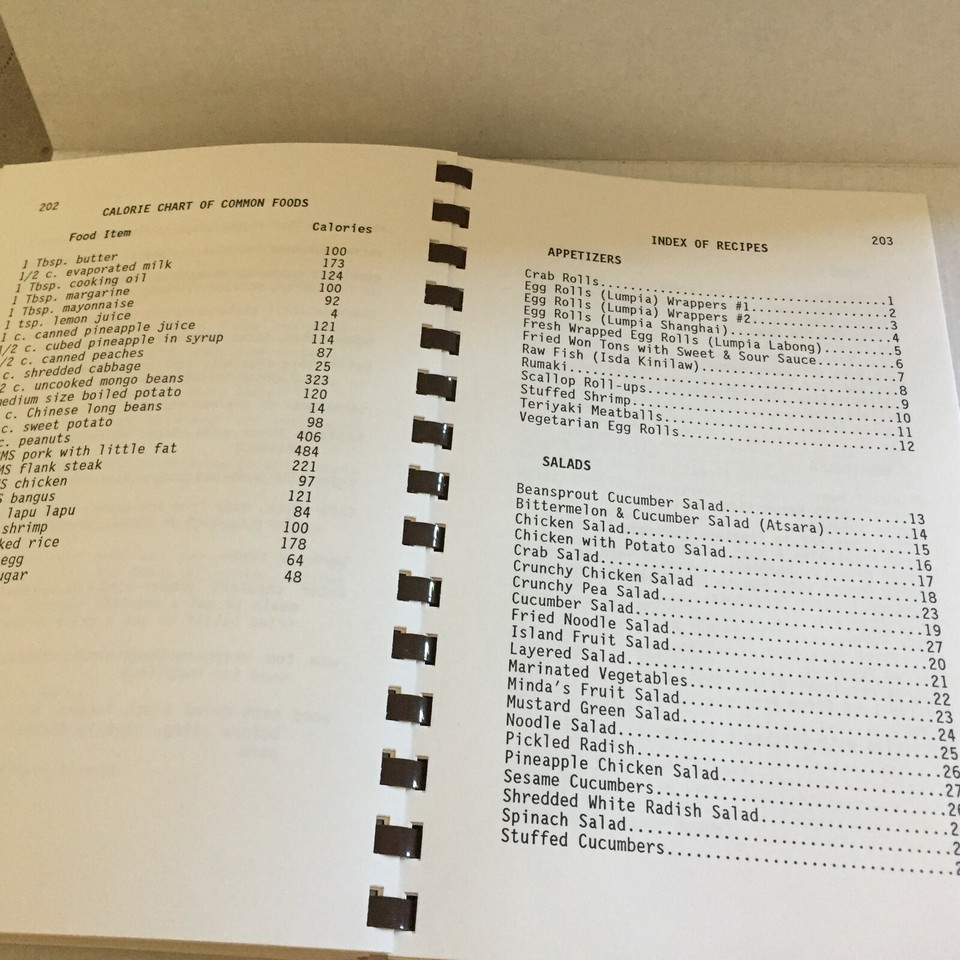 202
CALORIE CHART OF COMMON FOODS
Food Item Calories
1 Tbsp. butter 100
1/2 c. evaporated milk 173
1 Tbsp. cooking oil 124
1 Tbsp. margarine 100
1 Tbsp. mayonnaise 92
1 tsp. lemon juice 4
1 c. canned pineapple juice 121
1/2 c. cubed pineapple in syrup 114
/2 c. canned peaches 87
c. shredded cabbage 25
2 c. uncooked mongo beans 323
medium size boiled potato 120
c. Chinese long beans 14
c. sweet potato 98
c. peanuts 406
MS pork with little fat 484
MS flank steak 221
S chicken 97
S bangus 121
lapu lapu 84
shrimp 100
ked rice 178
egg 64
ugar 48
INDEX OF RECIPES 203
APPETIZERS
Crab Rolls...1
Egg Rolls (Lumpia) Wrappers #1...2
Egg Rolls (Lumpia) Wrappers #2...3
Egg Rolls (Lumpia Shanghai)...4
Fresh Wrapped Egg Rolls (Lumpia Labong)...5
Fried Won Tons with Sweet & Sour Sauce...6
Raw Fish (Isda Kinilaw)...7
Rumaki...8
Scallop Roll-ups...9
Stuffed Shrimp...10
Teriyaki Meatballs...11
Vegetarian Egg Rolls...12
SALADS
Beansprout Cucumber Salad...13
Bittermelon & Cucumber Salad (Atsara)...14
Chicken Salad...15
Chicken with Potato Salad...16
Crab Salad...17
Crunchy Chicken Salad...18
Crunchy Pea Salad...23
Cucumber Salad...19
Fried Noodle Salad...27
Island Fruit Salad...20
Layered Salad...21
Marinated Vegetables...22
Minda's Fruit Salad...23
Mustard Green Salad...24
Noodle Salad...25
Pickled Radish...26
Pineapple Chicken Salad...27
Sesame Cucumbers...
Shredded White Radish Salad...
Spinach Salad...
Stuffed Cucumbers...